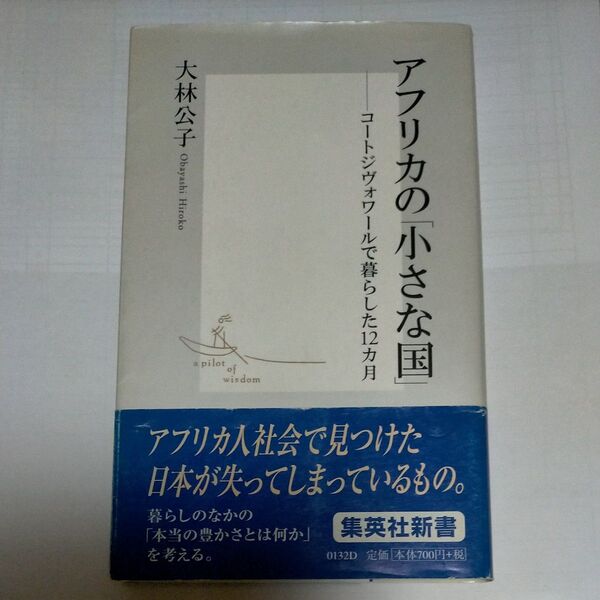 アフリカの「小さな国」
──コートジヴォワールで暮らした12カ月
大林公子
Obayashi Hiroko
a pilot
of
wisdom
アフリカ人社会で見つけた
日本が失ってしまっているもの。
暮らしのなかの
「本当の豊かさとは何か」
を考える。
集英社新書
0132D 定価 本体700円+税